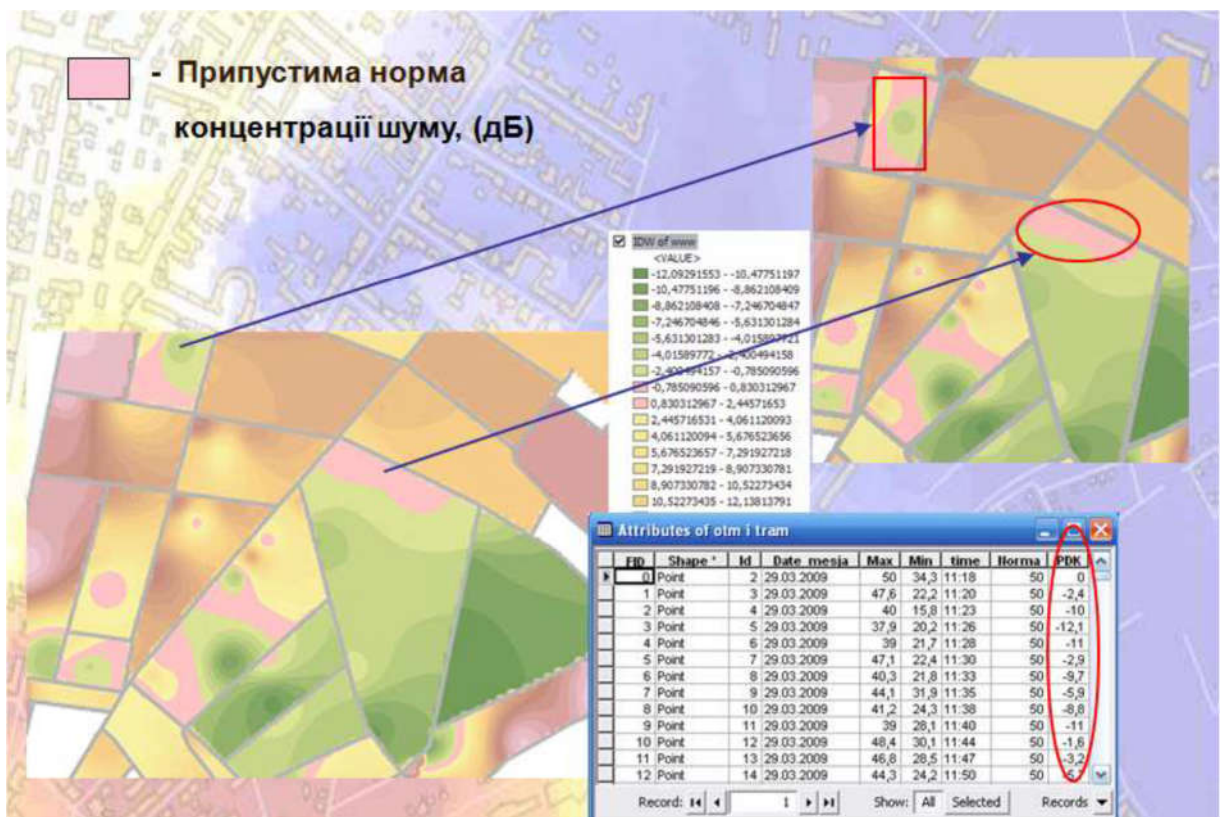 - Припустима норма
концентрації шуму, (дБ)
IDW of www
<VALUE>
-12,09291553 - -10,47751197
-10,47751196 - -8,862108409
-8,862108408 - -7,246704847
-7,246704846 - -5,631301284
-5,631301283 - -4,015897721
-4,01589772 - -2,400494158
-2,400494157 - -0,785090596
-0,785090596 - 0,830312967
0,830312967 - 2,44571653
2,445716531 - 4,061120093
4,061120094 - 5,676523656
5,676523657 - 7,291927218
7,291927219 - 8,907330781
8,907330782 - 10,52273434
10,52273435 - 12,13813791
Attributes of otm i tram
FID Shape * Id Date_mesja Max Min time Norma PDK
0 Point 2 29.03.2009 50 34,3 11:18 50 0
1 Point 3 29.03.2009 47,6 22,2 11:20 50 -2,4
2 Point 4 29.03.2009 40 15,8 11:23 50 -10
3 Point 5 29.03.2009 37,9 20,2 11:26 50 -12,1
4 Point 6 29.03.2009 39 21,7 11:28 50 -11
5 Point 7 29.03.2009 47,1 22,4 11:30 50 -2,9
6 Point 8 29.03.2009 40,3 21,8 11:33 50 -9,7
7 Point 9 29.03.2009 44,1 31,9 11:35 50 -5,9
8 Point 10 29.03.2009 41,2 24,3 11:38 50 -8,8
9 Point 11 29.03.2009 39 28,1 11:40 50 -11
10 Point 12 29.03.2009 48,4 30,1 11:44 50 -1,6
11 Point 13 29.03.2009 46,8 28,5 11:47 50 -3,2
12 Point 14 29.03.2009 44,3 24,2 11:50 50 -5,7
Record: 1 Show: All Selected Records